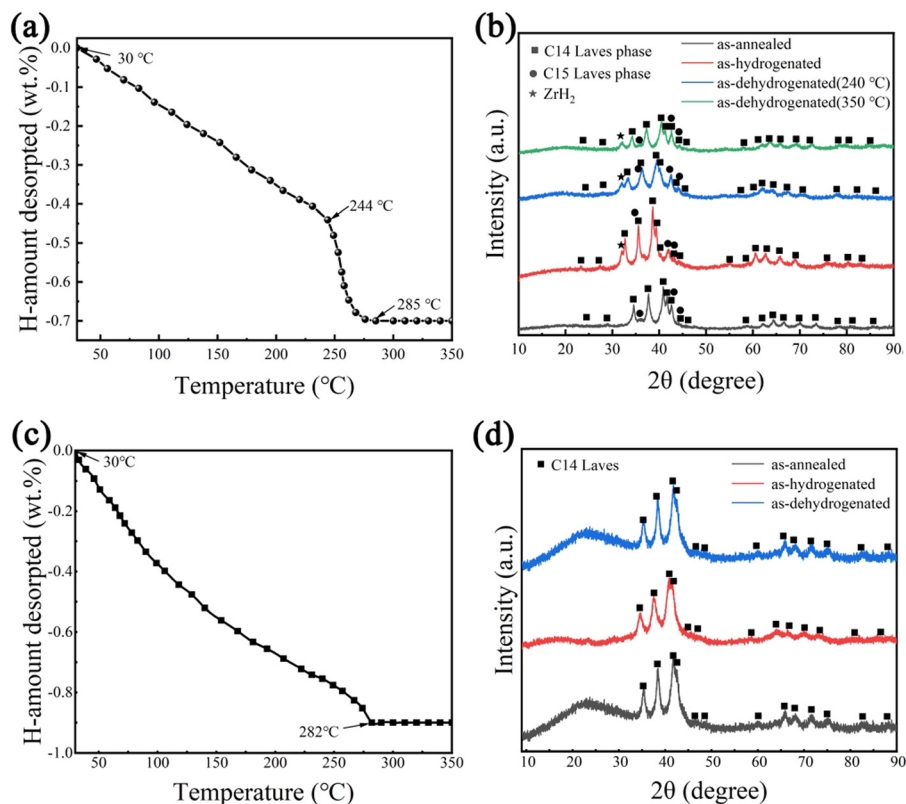 (a)
H-amount desorpted (wt.%)
0.0
-0.1
-0.2
-0.3
-0.4
-0.5
-0.6
-0.7
30 ℃
244 ℃
285 ℃
50 100 150 200 250 300 350
Temperature (℃)
(b)
Intensity (a.u.)
C14 Laves phase
C15 Laves phase
ZrH₂
as-annealed
as-hydrogenated
as-dehydrogenated(240 ℃)
as-dehydrogenated(350 ℃)
10 20 30 40 50 60 70 80 90
2θ (degree)
(c)
H-amount desorpted (wt.%)
0.0
-0.2
-0.4
-0.6
-0.8
-1.0
30℃
282℃
50 100 150 200 250 300 350
Temperature (℃)
(d)
Intensity (a.u.)
C14 Laves
as-annealed
as-hydrogenated
as-dehydrogenated
10 20 30 40 50 60 70 80 90
2θ (degree)